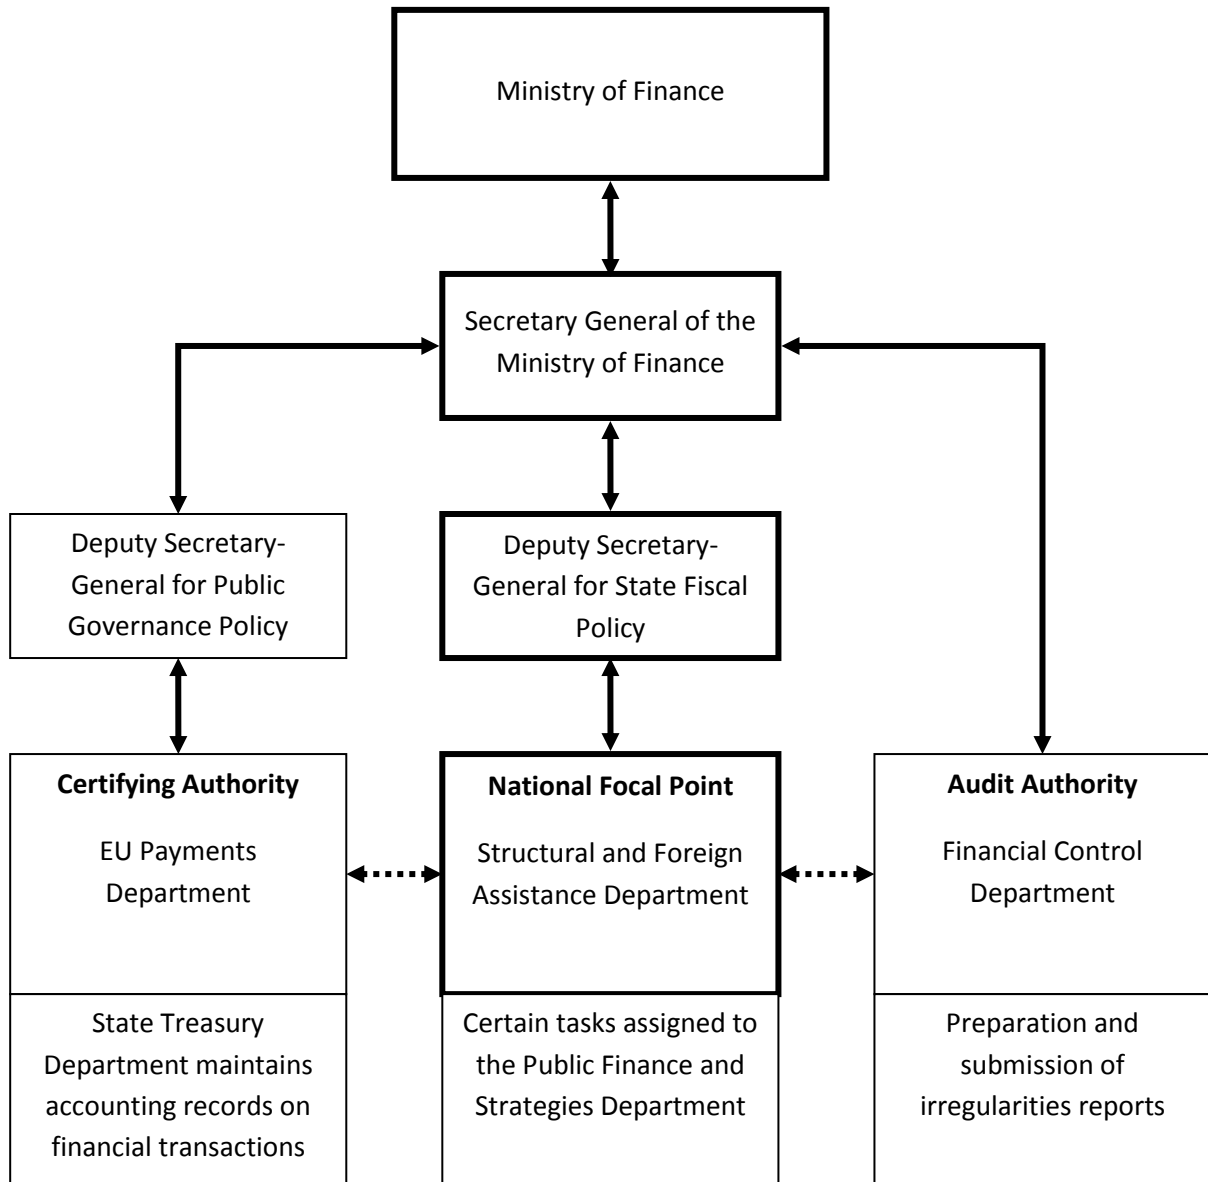 Ministry of Finance
Secretary General of the
Ministry of Finance
Deputy Secretary-
General for Public
Governance Policy
Deputy Secretary-
General for State Fiscal
Policy
Certifying Authority
EU Payments
Department
National Focal Point
Structural and Foreign
Assistance Department
Audit Authority
Financial Control
Department
State Treasury
Department maintains
accounting records on
financial transactions
Certain tasks assigned to
the Public Finance and
Strategies Department
Preparation and
submission of
irregularities reports